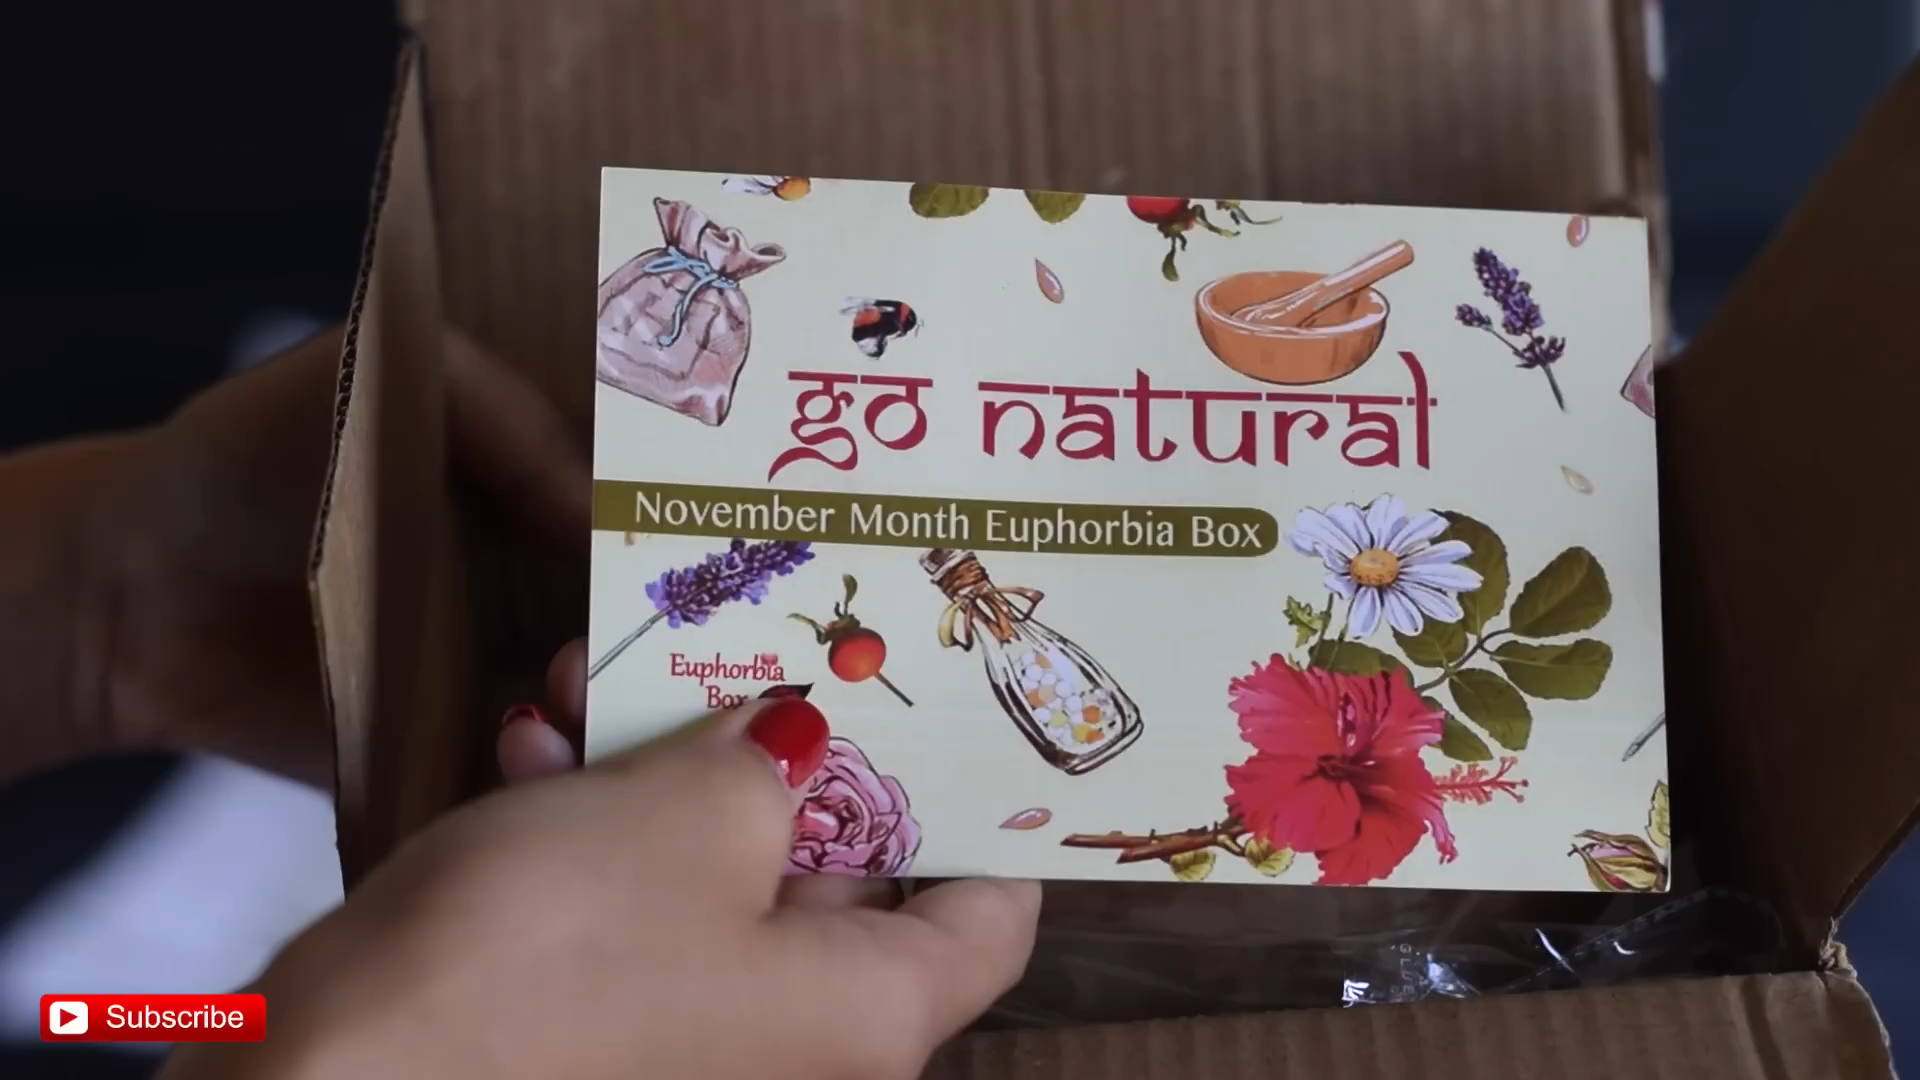 go natural
November Month Euphorbia Box
Euphorbia
Box
Subscribe